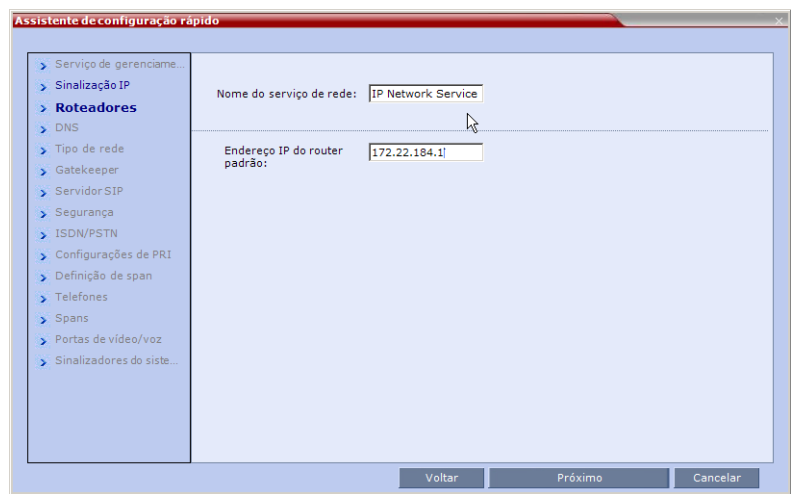 Assistente de configuração rápido
Serviço de gerenciame...
Sinalização IP
Roteadores
DNS
Tipo de rede
Gatekeeper
Servidor SIP
Segurança
ISDN/PSTN
Configurações de PRI
Definição de span
Telefones
Spans
Portas de vídeo/voz
Sinalizadores do siste...
Nome do serviço de rede: IP Network Service
Endereço IP do router 172.22.184.1
padrão:
Voltar Próximo Cancelar